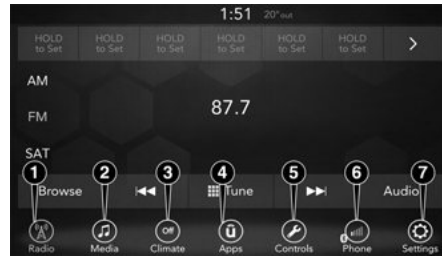 1:51 20°out
HOLD to Set HOLD to Set HOLD to Set HOLD to Set HOLD to Set HOLD to Set
AM
FM
87.7
SAT
1 2 3 4 5 6 7
Browse Tune Audio
Off ū
Radio Media Climate Apps Controls Phone Settings